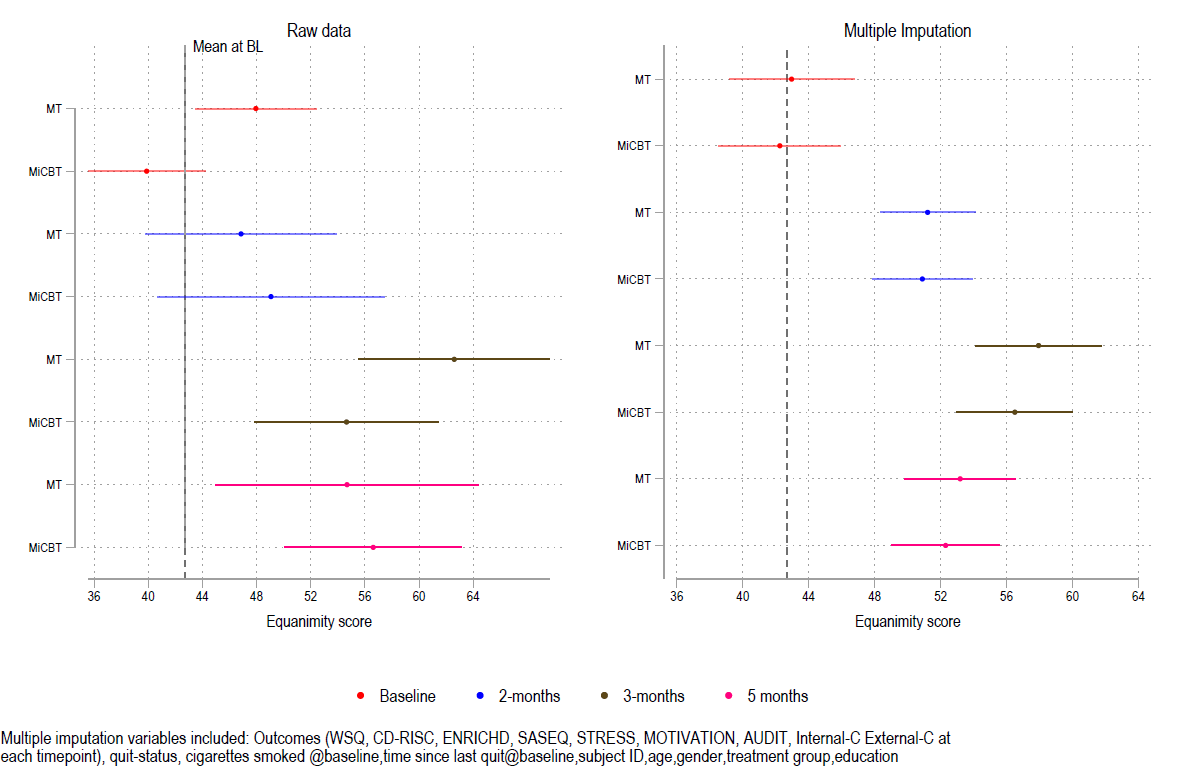 Raw data
Mean at BL
MT
MiCBT
MT
MiCBT
MT
MiCBT
MT
MiCBT
36 40 44 48 52 56 60 64
Equanimity score
Multiple Imputation
MT
MiCBT
MT
MiCBT
MT
MiCBT
MT
MiCBT
36 40 44 48 52 56 60 64
Equanimity score
Baseline 2-months 3-months 5 months
Multiple imputation variables included: Outcomes (WSQ, CD-RISC, ENRICHD, SASEQ, STRESS, MOTIVATION, AUDIT, Internal-C External-C at
each timepoint), quit-status, cigarettes smoked @baseline,time since last quit@baseline,subject ID,age,gender,treatment group,education